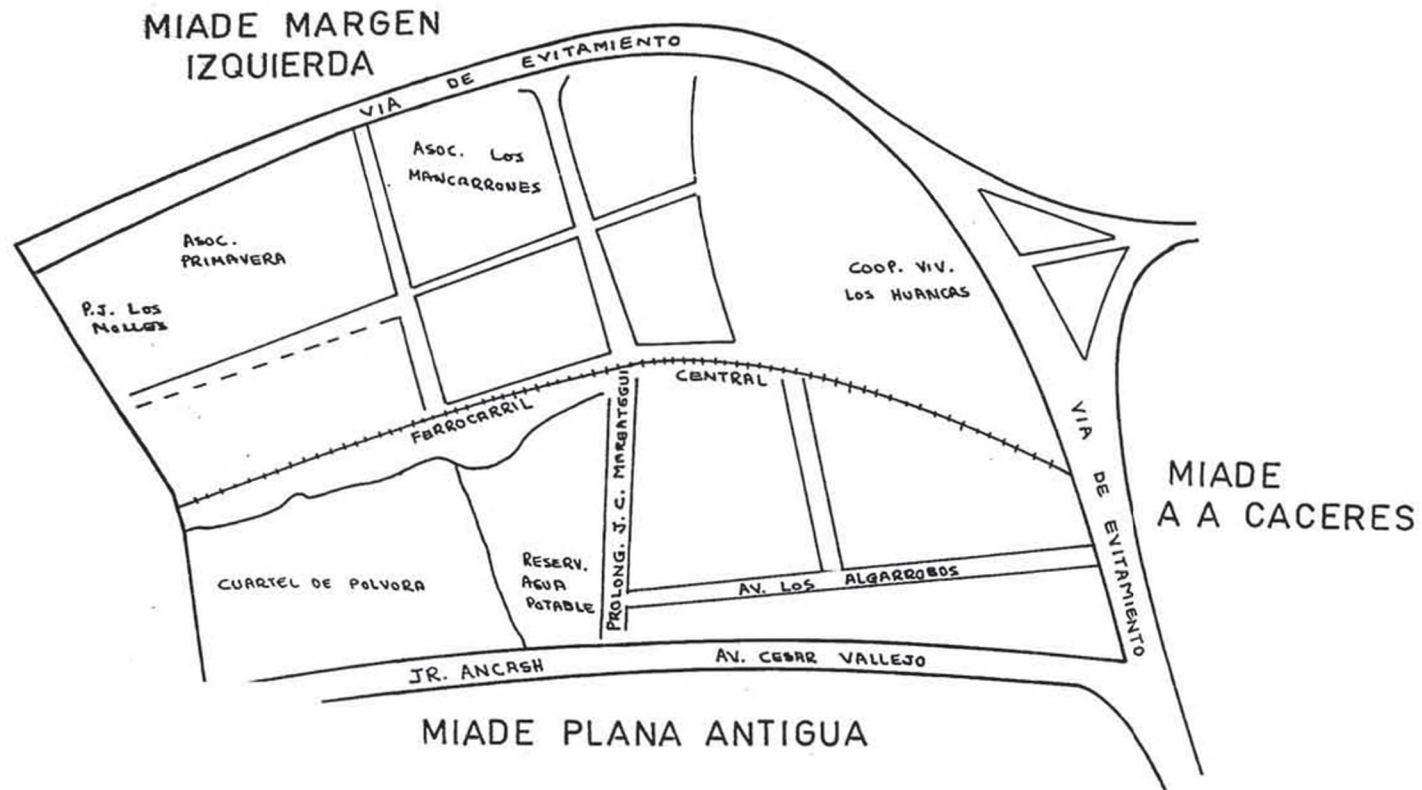 MIADE MARGEN
IZQUIERDA
VIA DE EVITAMIENTO
ASOC. LOS
MANCARRONES
ASOC.
PRIMAVERA
P.J. LOS
MOLLES
COOP. VIV.
LOS HUANCAS
CENTRAL
FERROCARRIL
PROLONG. J. C. MAREATEGUI
VIA DE EVITAMIENTO
MIADE
A A CACERES
CUARTEL DE POLVORA
RESERV.
AGUA
POTABLE
AV. LOS ALGARROBOS
JR. ANCASH
AV. CESAR VALLEJO
MIADE PLANA ANTIGUA